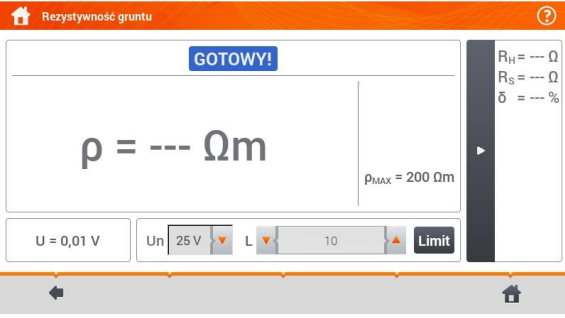 Rezystywność gruntu
?
GOTOWY!
ρ = --- Ωm
ρMAX = 200 Ωm
RH = --- Ω
RS = --- Ω
δ = --- %
U = 0,01 V
Un 25 V L 10 Limit